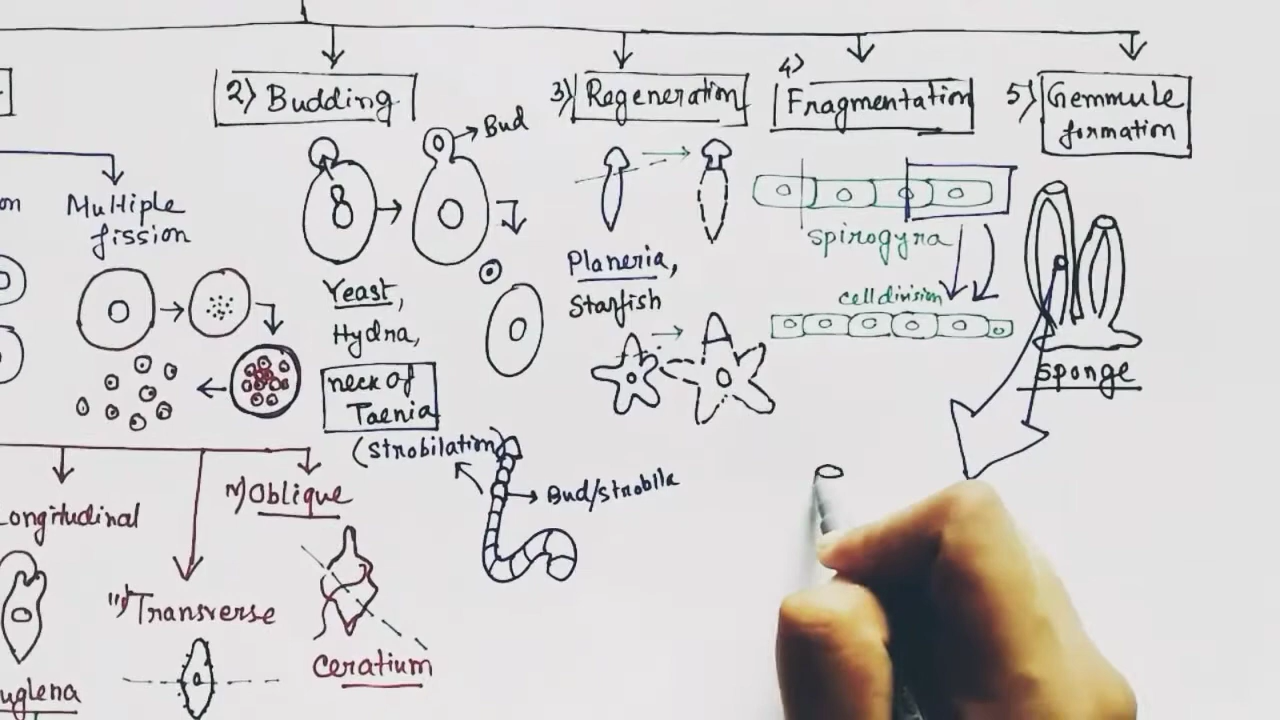 2) Budding
3) Regeneration
4)
Fragmentation
5) Gemmule
formation
Bud
on
Multiple
fission
Yeast,
Hydra,
neck of
Taenia
(strobilation)
Bud/strobila
Planeria,
Starfish
spirogyra
cell division
sponge
Longitudinal
Transverse
Oblique
uglena
ceratium